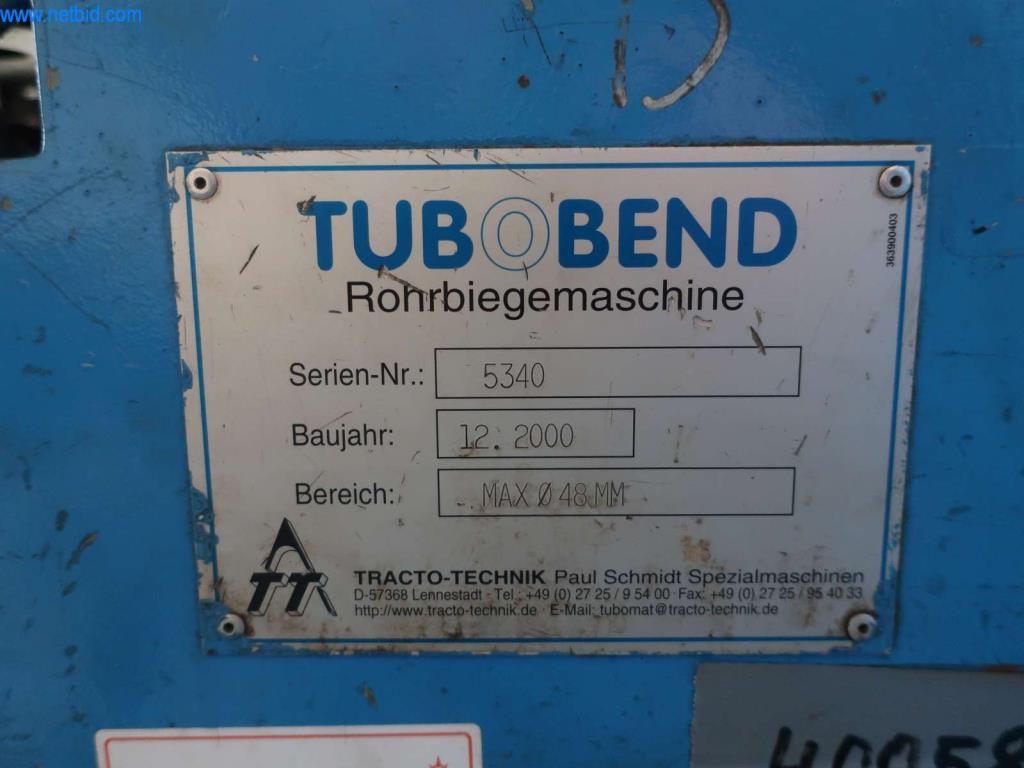 www.netbid.com
D
TUBOBEND
363900403
Rohrbiegemaschine
Serien-Nr.: 5340
Baujahr: 12.2000
Bereich: MAX Ø 48 MM
TT
TRACTO-TECHNIK Paul Schmidt Spezialmaschinen
D-57368 Lennestadt · Tel.: +49 (0) 27 25 / 9 54 00 · Fax: +49 (0) 27 25 / 95 40 33
http://www.tracto-technik.de · E-Mail: tubomat@tracto-technik.de